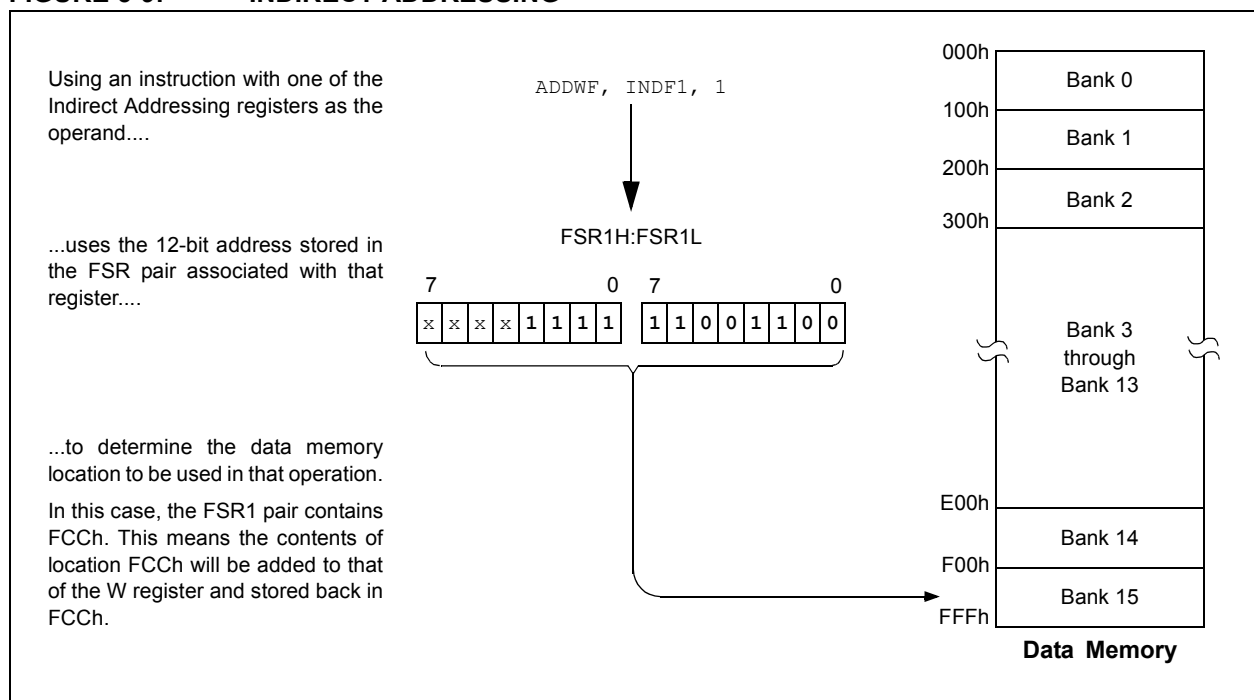 FIGURE INDIRECT ADDRESSING
Using an instruction with one of the
Indirect Addressing registers as the
operand....
ADDWF, INDF1, 1
...uses the 12-bit address stored in
the FSR pair associated with that
register....
FSR1H:FSR1L
7 0 7 0
x x x x 1 1 1 1 1 1 0 0 1 1 0 0
...to determine the data memory
location to be used in that operation.
In this case, the FSR1 pair contains
FCCh. This means the contents of
location FCCh will be added to that
of the W register and stored back in
FCCh.
000h
Bank 0
100h
Bank 1
200h
Bank 2
300h
Bank 3
through
Bank 13
E00h
Bank 14
F00h
Bank 15
FFFh
Data Memory